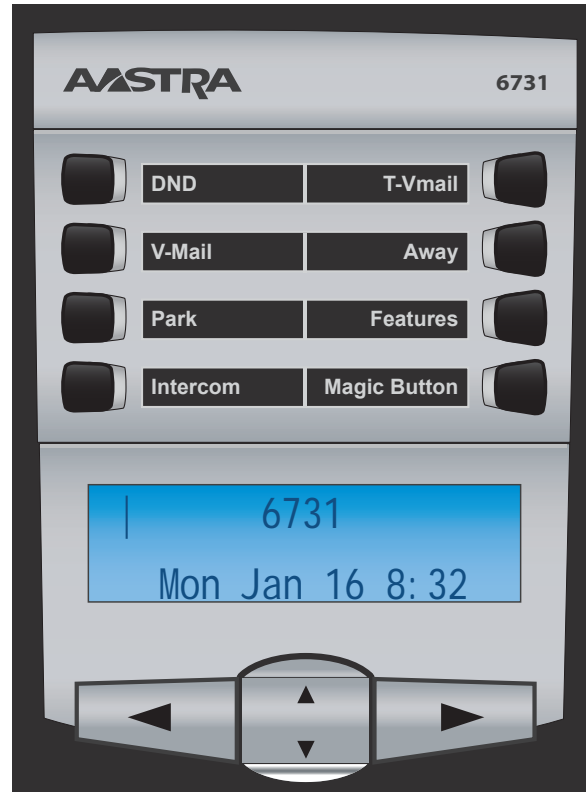 AASTRA 6731
DND T-Vmail
V-Mail Away
Park Features
Intercom Magic Button
6731
Mon Jan 16 8:32